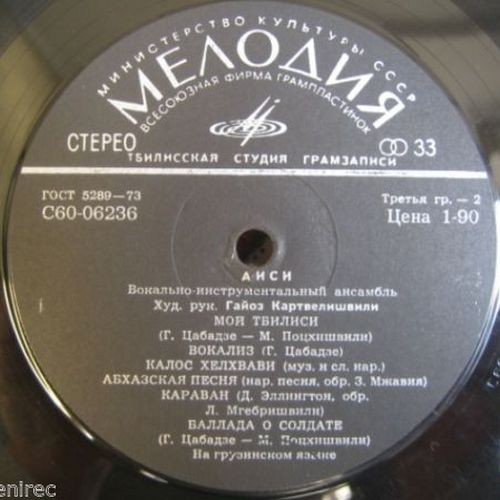 МИНИСТЕРСТВО КУЛЬТУРЫ СССР
МЕЛОДИЯ
ВСЕСОЮЗНАЯ ФИРМА ГРАМПЛАСТИНОК
СТЕРЕО
33
ТБИЛИССКАЯ СТУДИЯ ГРАМЗАПИСИ
ГОСТ 5289—73
Третья гр. — 2
С60-06236
Цена 1-90
АИСИ
Вокально-инструментальный ансамбль
Худ. рук. Гайоз Картвелишвили
МОЙ ТБИЛИСИ
(Г. Цабадзе — М. Поцхишвили)
ВОКАЛИЗ (Г. Цабадзе)
КАЛОС ХЕЛХВАВИ (муз. и сл. нар.)
АБХАЗСКАЯ ПЕСНЯ (нар. песня, обр. З. Мжавия)
КАРАВАН (Д. Эллингтон, обр.
Л. Мгебришвили)
БАЛЛАДА О СОЛДАТЕ
(Г. Цабадзе — М. Поцхишвили)
На грузинском языке
enirec